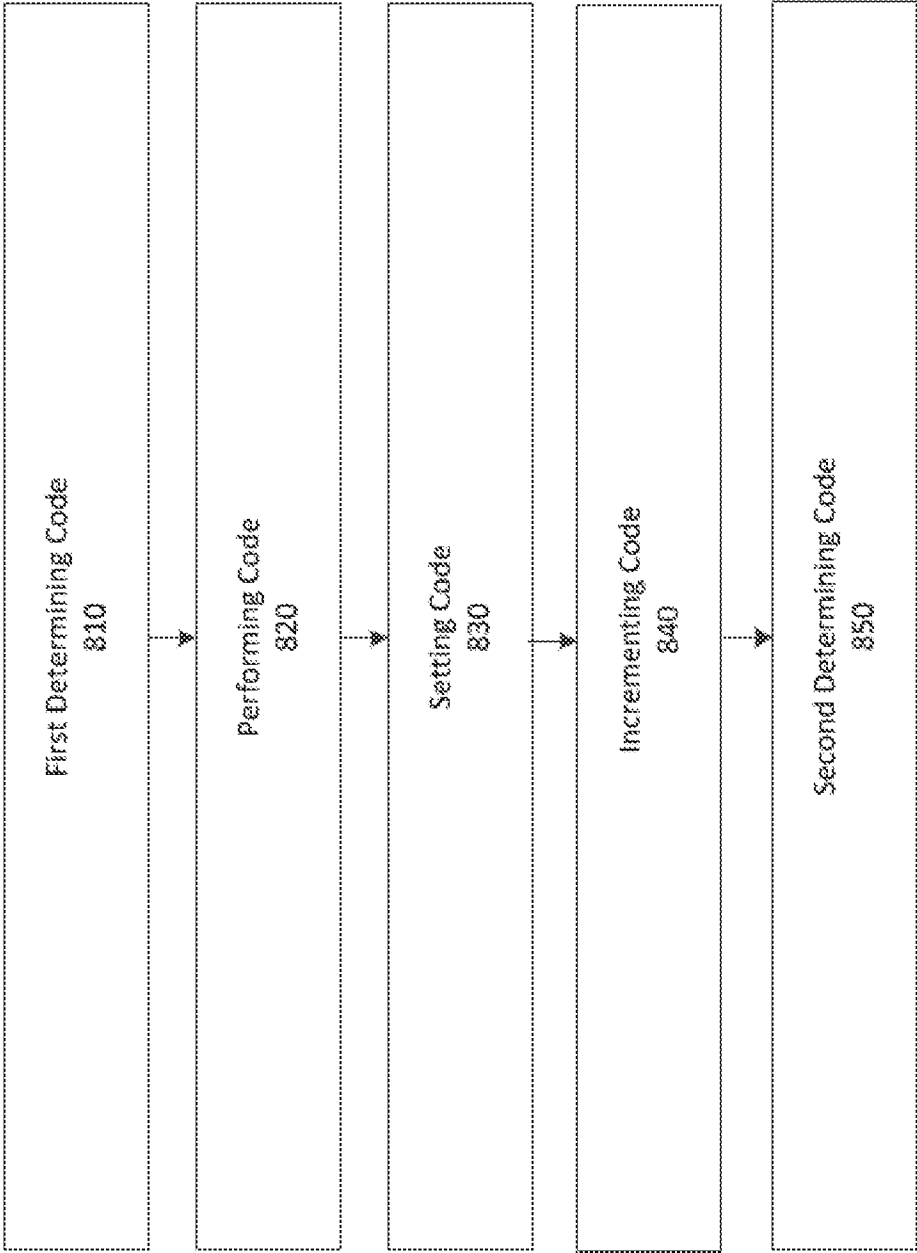 First Determining Code
810
Performing Code
820
Setting Code
830
Incrementing Code
840
Second Determining Code
850